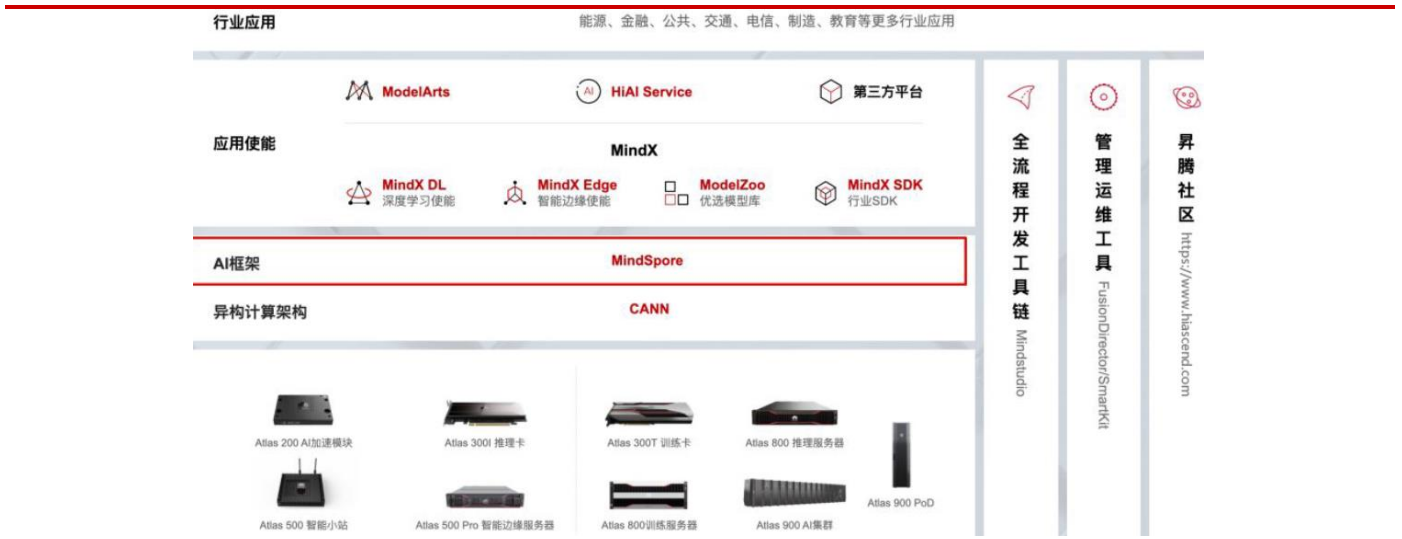 行业应用
能源、金融、公共、交通、电信、制造、教育等更多行业应用
应用使能
ModelArts
HiAI Service
第三方平台
MindX
MindX DL
深度学习使能
MindX Edge
智能边缘使能
ModelZoo
优选模型库
MindX SDK
行业SDK
AI框架
MindSpore
异构计算架构
CANN
Atlas 200 AI加速模块
Atlas 300I 推理卡
Atlas 300T 训练卡
Atlas 800 推理服务器
Atlas 500 智能小站
Atlas 500 Pro 智能边缘服务器
Atlas 800训练服务器
Atlas 900 AI集群
Atlas 900 PoD
全流程开发工具链 Mindstudio
管理运维工具 FusionDirector/SmartKit
昇腾社区 https://www.hiascend.com